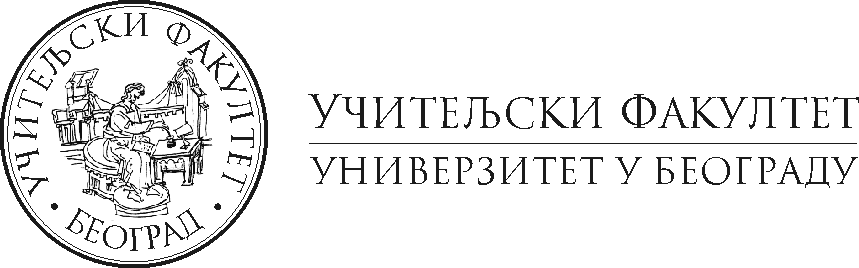 УЧИТЕЉСКИ ФАКУЛТЕТ
БЕОГРАД
УЧИТЕЉСКИ ФАКУЛТЕТ
УНИВЕРЗИТЕТ У БЕОГРАДУ